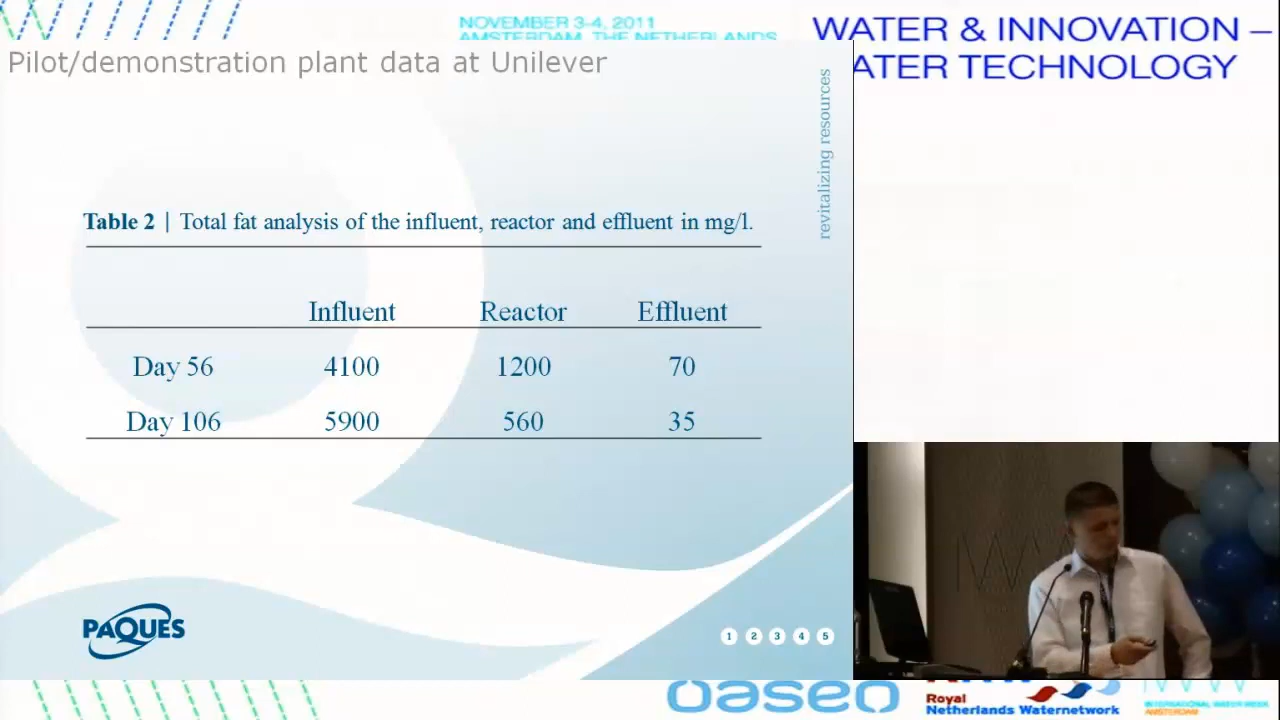 NOVEMBER 3-4, 2011
AMSTERDAM, THE NETHERLANDS
WATER & INNOVATION –
ATER TECHNOLOGY
Pilot/demonstration plant data at Unilever
revitalizing resources
Table 2 | Total fat analysis of the influent, reactor and effluent in mg/l.
Influent Reactor Effluent
Day 56 4100 1200 70
Day 106 5900 560 35
PAQUES
1 2 3 4 5
oasen
Royal
Netherlands Waternetwork
INTERNATIONAL WATER WEEK
AMSTERDAM